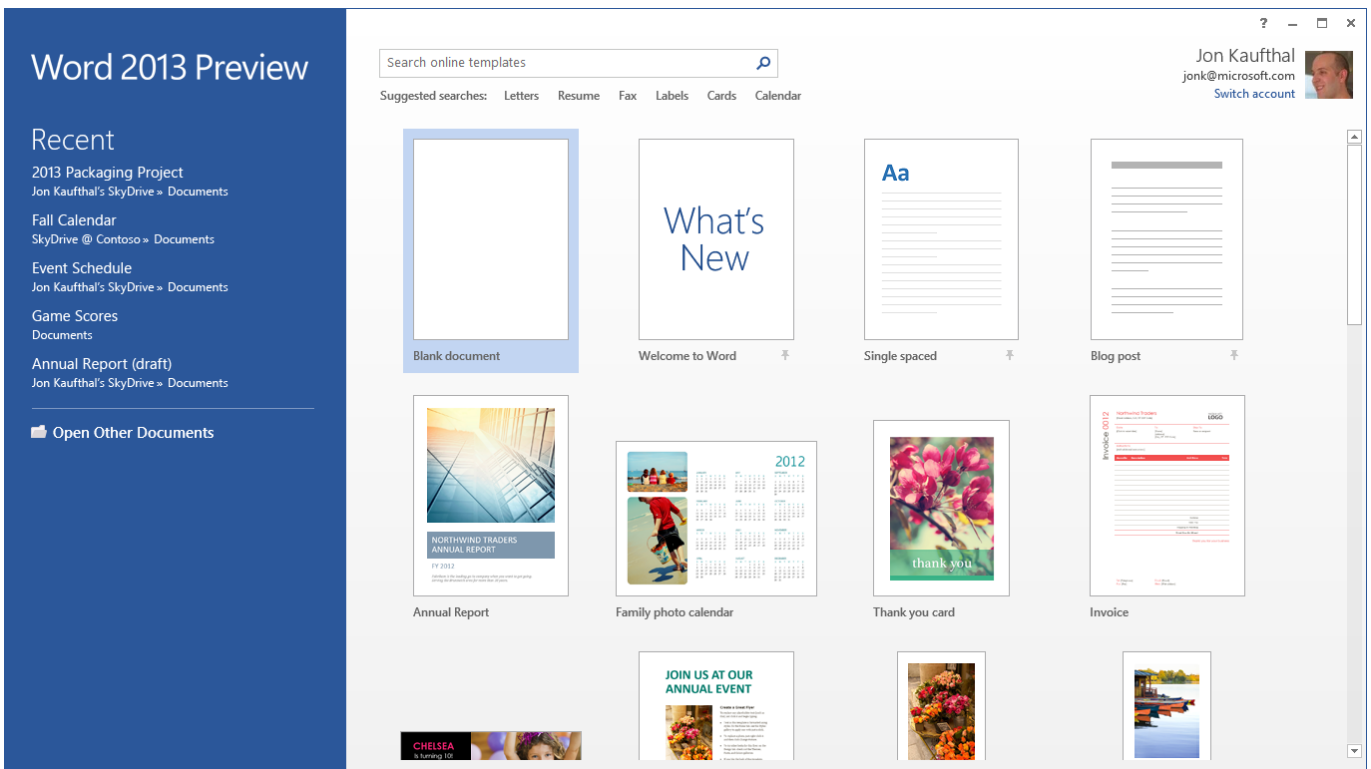 Word 2013 Preview
Recent
2013 Packaging Project
Jon Kaufthal's SkyDrive » Documents
Fall Calendar
SkyDrive @ Contoso » Documents
Event Schedule
Jon Kaufthal's SkyDrive » Documents
Game Scores
Documents
Annual Report (draft)
Jon Kaufthal's SkyDrive » Documents
Open Other Documents
?
Search online templates
Suggested searches: Letters Resume Fax Labels Cards Calendar
Jon Kaufthal
jonk@microsoft.com
Switch account
What's
New
Aa
Blank document
Welcome to Word
Single spaced
Blog post
NORTHWIND TRADERS
ANNUAL REPORT
FY 2012
2012
thank you
Invoice 0012
Northwind Traders
LOGO
Annual Report
Family photo calendar
Thank you card
Invoice
CHELSEA
is turning 10!
JOIN US AT OUR
ANNUAL EVENT